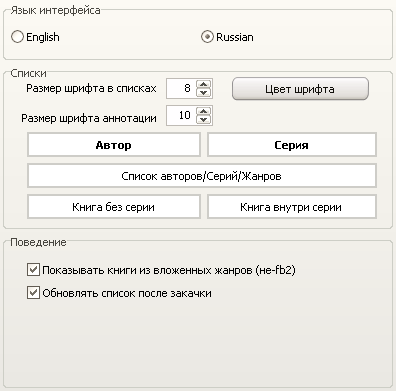 Язык интерфейса
English Russian
Списки
Размер шрифта в списках 8 Цвет шрифта
Размер шрифта аннотации 10
Автор Серия
Список авторов/Серий/Жанров
Книга без серии Книга внутри серии
Поведение
Показывать книги из вложенных жанров (не-fb2)
Обновлять список после закачки